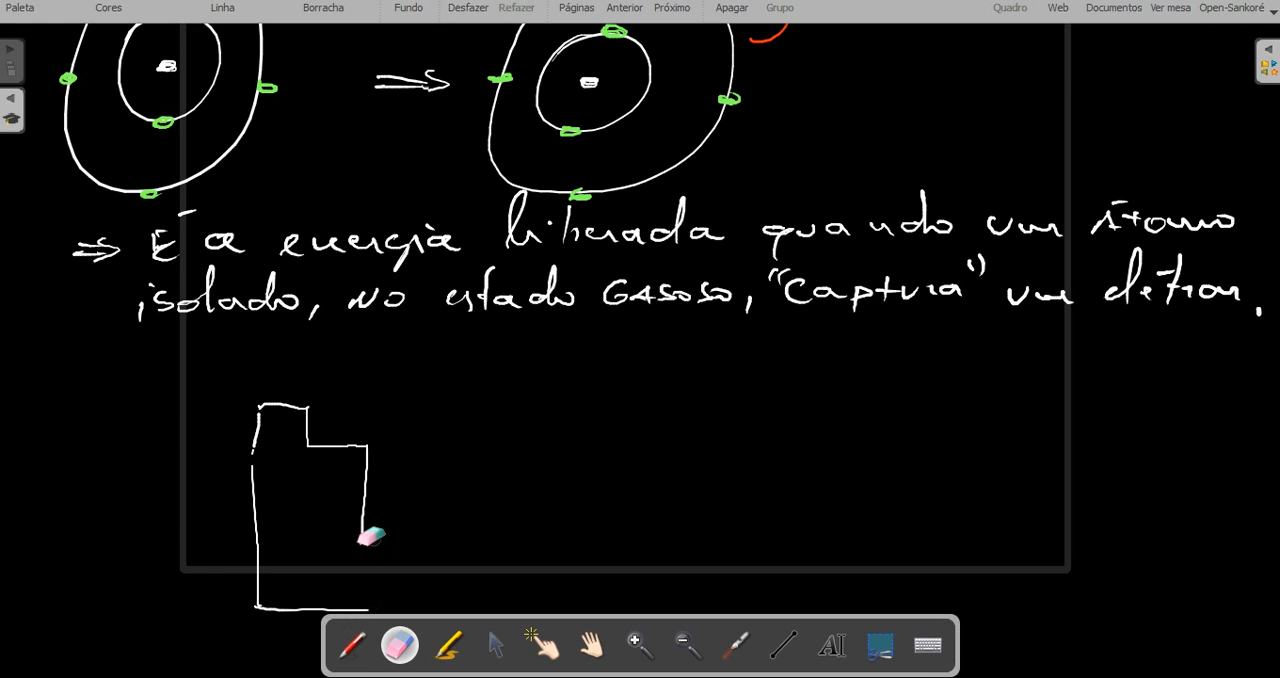 Paleta Cores Linha Borracha Fundo Desfazer Refazer Páginas Anterior Próximo Apagar Grupo Quadro Web Documentos Ver mesa Open-Sankoré
⇒ É a energia liberada quando um átomo
isolado, no estado GASOSO, "Captura" um elétron.
AI